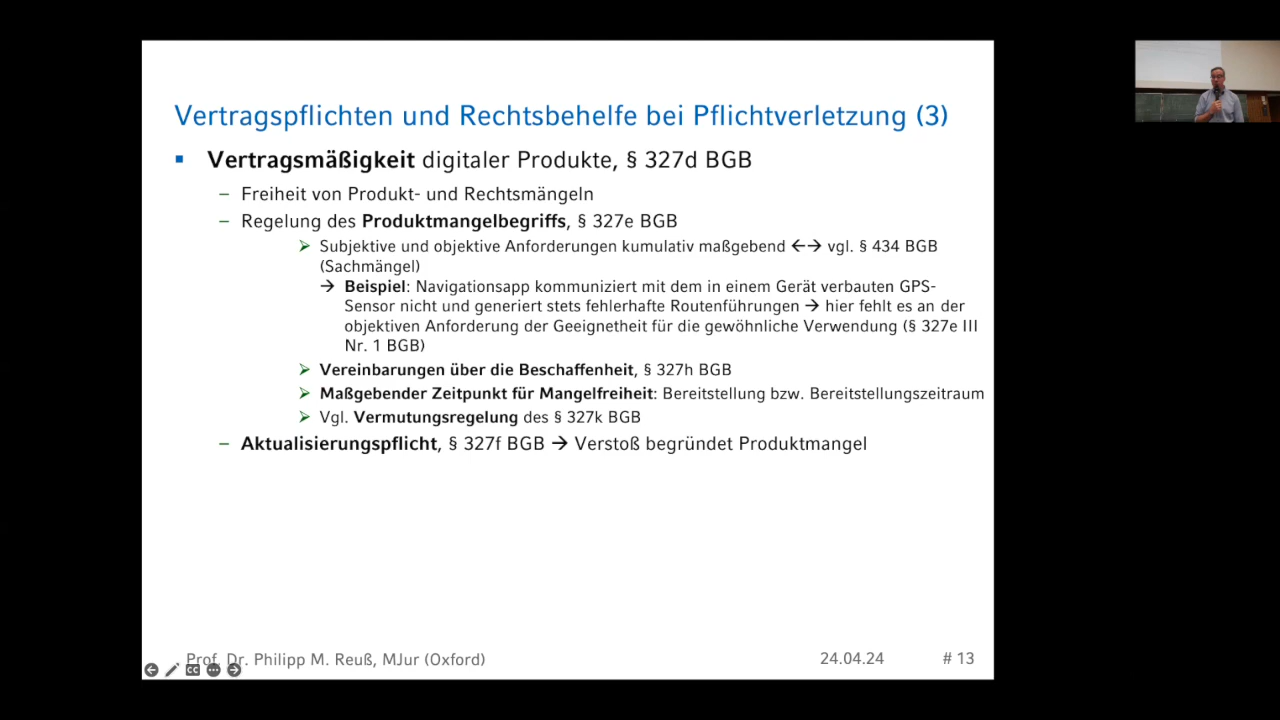 Vertragspflichten und Rechtsbehelfe bei Pflichtverletzung (3)
▪ Vertragsmäßigkeit digitaler Produkte, § 327d BGB
– Freiheit von Produkt- und Rechtsmängeln
– Regelung des Produktmangelbegriffs, § 327e BGB
➢ Subjektive und objektive Anforderungen kumulativ maßgebend ←→ vgl. § 434 BGB
(Sachmängel)
→ Beispiel: Navigationsapp kommuniziert mit dem in einem Gerät verbauten GPS-
Sensor nicht und generiert stets fehlerhafte Routenführungen → hier fehlt es an der
objektiven Anforderung der Geeignetheit für die gewöhnliche Verwendung (§ 327e III
Nr. 1 BGB)
➢ Vereinbarungen über die Beschaffenheit, § 327h BGB
➢ Maßgebender Zeitpunkt für Mangelfreiheit: Bereitstellung bzw. Bereitstellungszeitraum
➢ Vgl. Vermutungsregelung des § 327k BGB
– Aktualisierungspflicht, § 327f BGB → Verstoß begründet Produktmangel
Prof. Dr. Philipp M. Reuß, MJur (Oxford)
24.04.24
# 13
CC